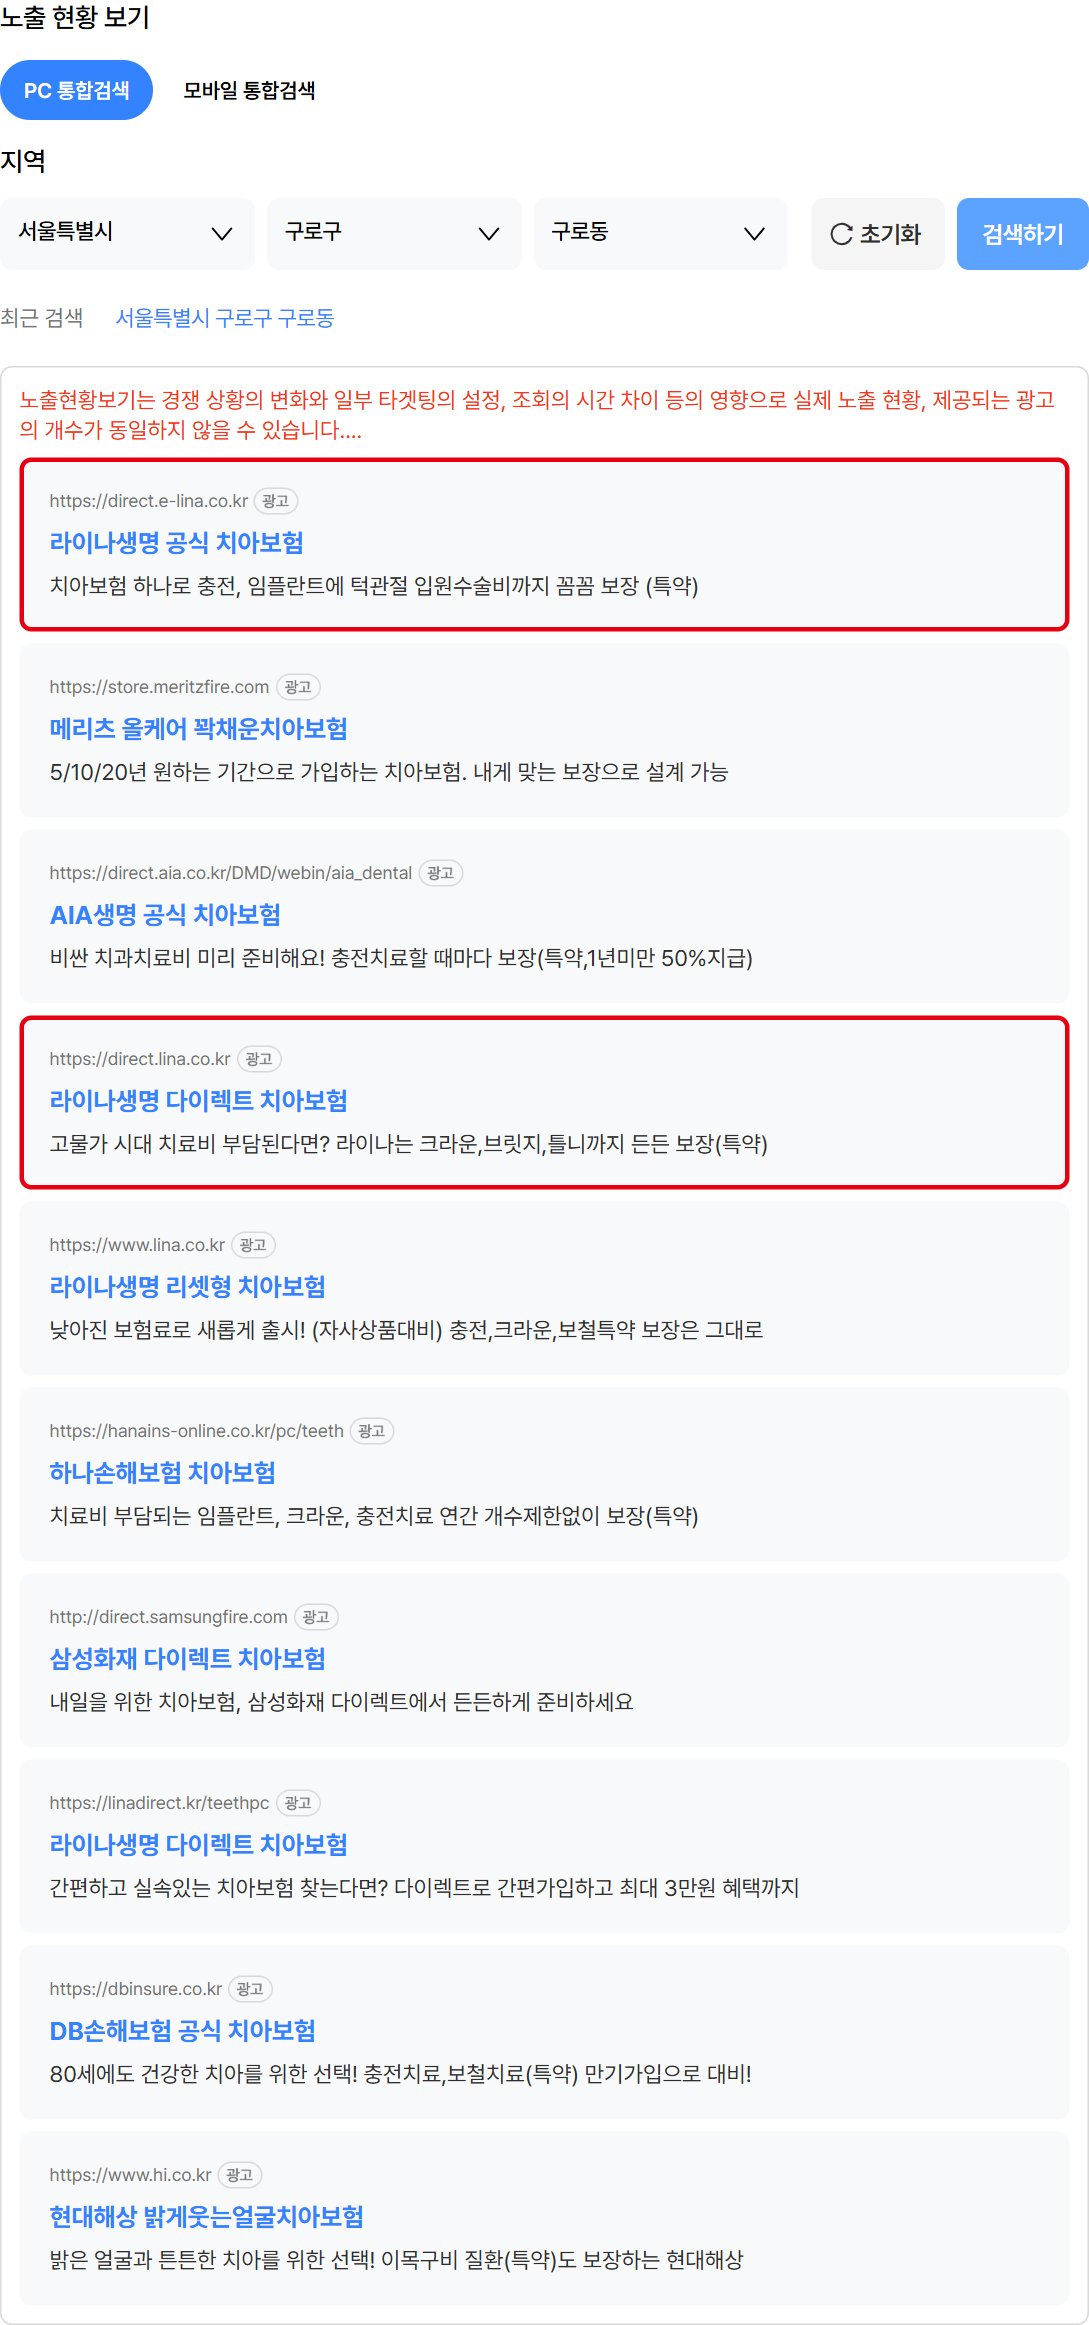 노출 현황 보기
PC 통합검색
모바일 통합검색
지역
서울특별시
구로구
구로동
초기화
검색하기
최근 검색
서울특별시 구로구 구로동
노출현황보기는 경쟁 상황의 변화와 일부 타겟팅의 설정, 조회의 시간 차이 등의 영향으로 실제 노출 현황, 제공되는 광고
의 개수가 동일하지 않을 수 있습니다....
https://direct.e-lina.co.kr 광고
라이나생명 공식 치아보험
치아보험 하나로 충전, 임플란트에 턱관절 입원수술비까지 꼼꼼 보장 (특약)
https://store.meritzfire.com 광고
메리츠 올케어 꽉채운치아보험
5/10/20년 원하는 기간으로 가입하는 치아보험. 내게 맞는 보장으로 설계 가능
https://direct.aia.co.kr/DMD/webin/aia_dental 광고
AIA생명 공식 치아보험
비싼 치과치료비 미리 준비해요! 충전치료할 때마다 보장(특약,1년미만 50%지급)
https://direct.lina.co.kr 광고
라이나생명 다이렉트 치아보험
고물가 시대 치료비 부담된다면? 라이나는 크라운,브릿지,틀니까지 든든 보장(특약)
https://www.lina.co.kr 광고
라이나생명 리셋형 치아보험
낮아진 보험료로 새롭게 출시! (자사상품대비) 충전,크라운,보철특약 보장은 그대로
https://hanains-online.co.kr/pc/teeth 광고
하나손해보험 치아보험
치료비 부담되는 임플란트, 크라운, 충전치료 연간 개수제한없이 보장(특약)
http://direct.samsungfire.com 광고
삼성화재 다이렉트 치아보험
내일을 위한 치아보험, 삼성화재 다이렉트에서 든든하게 준비하세요
https://linadirect.kr/teethpc 광고
라이나생명 다이렉트 치아보험
간편하고 실속있는 치아보험 찾는다면? 다이렉트로 간편가입하고 최대 3만원 혜택까지
https://dbinsure.co.kr 광고
DB손해보험 공식 치아보험
80세에도 건강한 치아를 위한 선택! 충전치료,보철치료(특약) 만기가입으로 대비!
https://www.hi.co.kr 광고
현대해상 밝게웃는얼굴치아보험
밝은 얼굴과 튼튼한 치아를 위한 선택! 이목구비 질환(특약)도 보장하는 현대해상